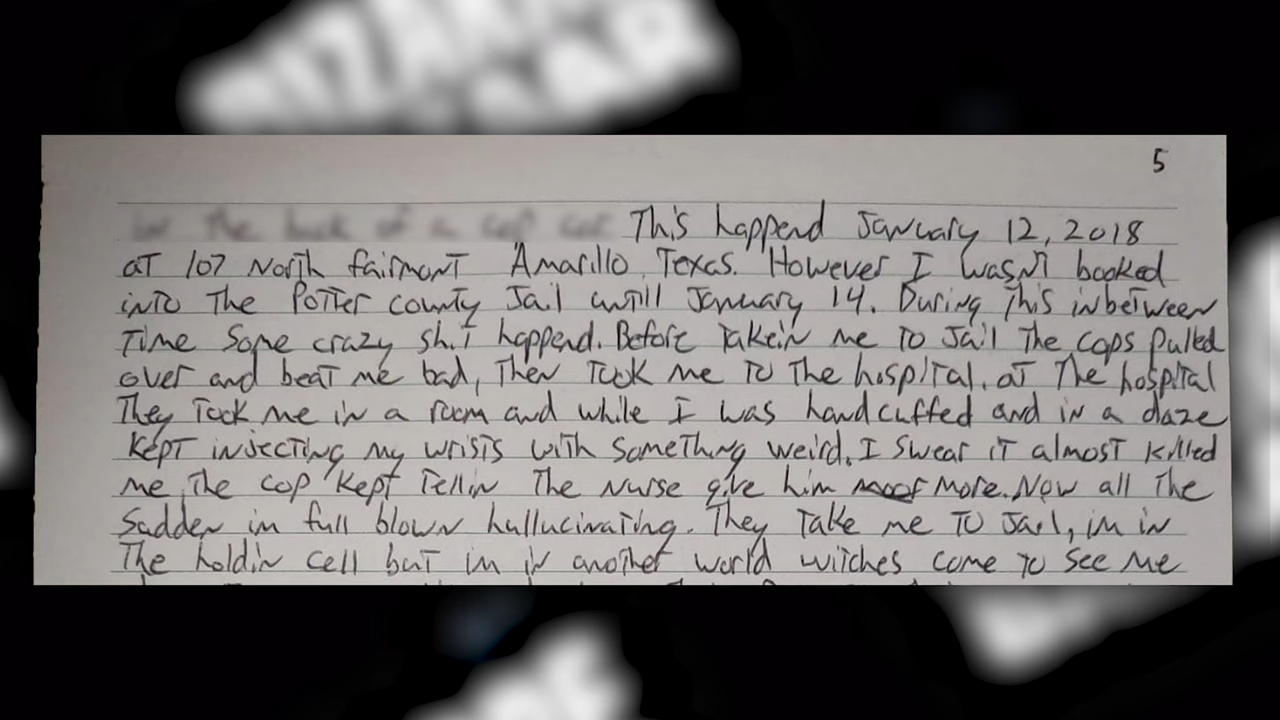 5
This happend January 12, 2018
at 107 North fairmont Amarillo, Texas. However I wasnt booked
into the Potter county Jail untill January 14. During this inbetween
time some crazy sh.t happend. Before takein me to Jail the cops pulled
over and beat me bad, then took me to the hospital. at the hospital
They took me in a room and while I was handcuffed and in a daze
kept injecting my wrists with something weird. I swear it almost killed
me, the cop kept tellin the nurse give him more. Now all the
sudden im full blown hallucinating. They take me to Jail, im in
the holdin cell but im in another world witches come to see me